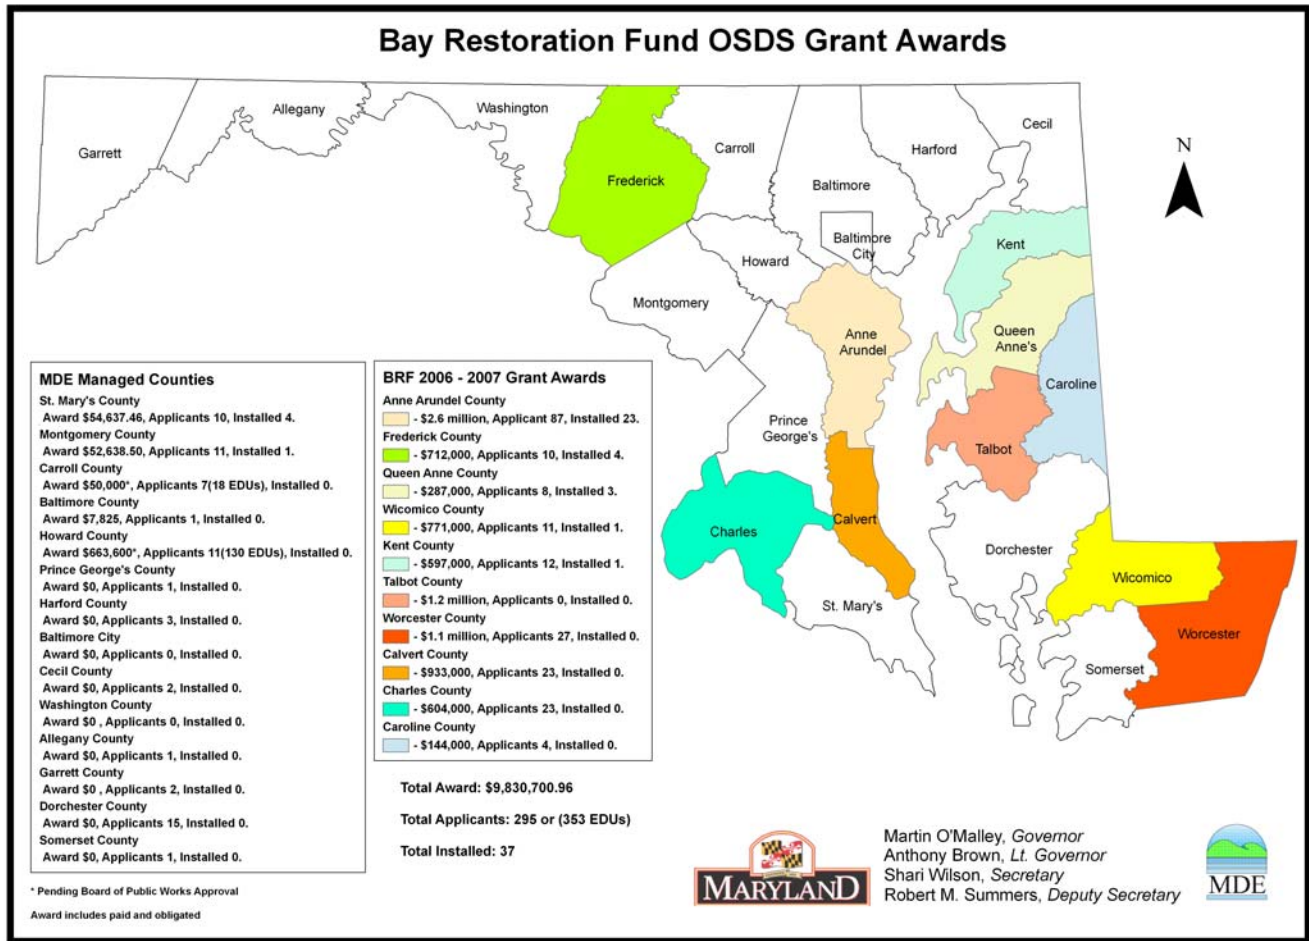 Bay Restoration Fund OSDS Grant Awards
Garrett
Allegany
Washington
Frederick
Carroll
Baltimore
Baltimore
City
Harford
Cecil
N
Kent
Howard
Montgomery
Anne
Arundel
Queen
Anne's
Caroline
Prince
George's
Talbot
Charles
Calvert
St. Mary's
Dorchester
Wicomico
Worcester
Somerset
MDE Managed Counties
St. Mary's County
Award $54,637.46, Applicants 10, Installed 4.
Montgomery County
Award $52,638.50, Applicants 11, Installed 1.
Carroll County
Award $50,000*, Applicants 7(18 EDUs), Installed 0.
Baltimore County
Award $7,825, Applicants 1, Installed 0.
Howard County
Award $663,600*, Applicants 11(130 EDUs), Installed 0.
Prince George's County
Award $0, Applicants 1, Installed 0.
Harford County
Award $0, Applicants 3, Installed 0.
Baltimore City
Award $0, Applicants 0, Installed 0.
Cecil County
Award $0, Applicants 2, Installed 0.
Washington County
Award $0 , Applicants 0, Installed 0.
Allegany County
Award $0, Applicants 1, Installed 0.
Garrett County
Award $0 , Applicants 2, Installed 0.
Dorchester County
Award $0, Applicants 15, Installed 0.
Somerset County
Award $0, Applicants 1, Installed 0.
* Pending Board of Public Works Approval
Award includes paid and obligated
BRF 2006 - 2007 Grant Awards
Anne Arundel County
- $2.6 million, Applicant 87, Installed 23.
Frederick County
- $712,000, Applicants 10, Installed 4.
Queen Anne County
- $287,000, Applicants 8, Installed 3.
Wicomico County
- $771,000, Applicants 11, Installed 1.
Kent County
- $597,000, Applicants 12, Installed 1.
Talbot County
- $1.2 million, Applicants 0, Installed 0.
Worcester County
- $1.1 million, Applicants 27, Installed 0.
Calvert County
- $933,000, Applicants 23, Installed 0.
Charles County
- $604,000, Applicants 23, Installed 0.
Caroline County
- $144,000, Applicants 4, Installed 0.
Total Award: $9,830,700.96
Total Applicants: 295 or (353 EDUs)
Total Installed: 37
MARYLAND
Martin O'Malley, Governor
Anthony Brown, Lt. Governor
Shari Wilson, Secretary
Robert M. Summers, Deputy Secretary
MDE